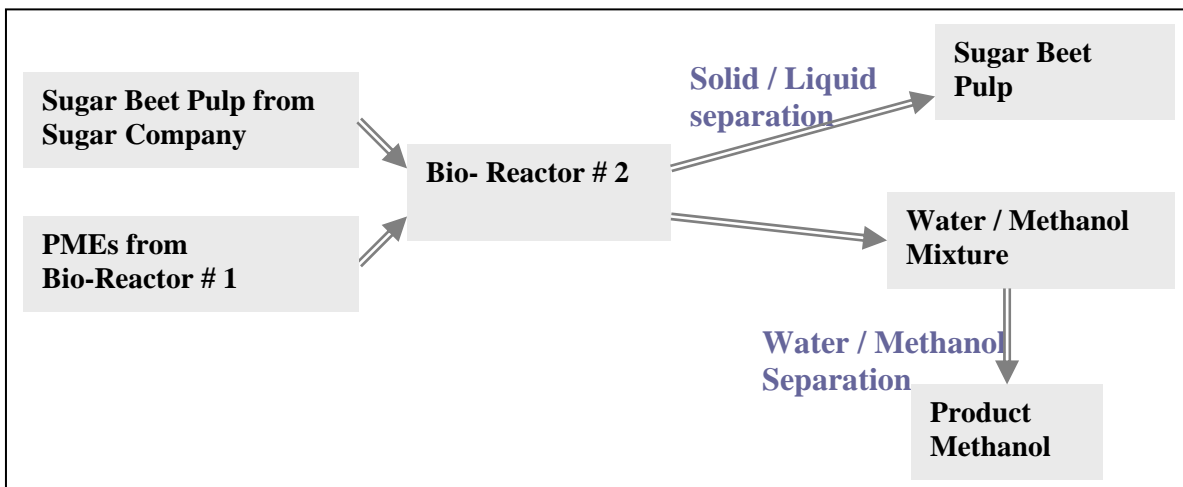 Sugar Beet Pulp from
Sugar Company
PMEs from
Bio-Reactor # 1
Bio- Reactor # 2
Solid / Liquid
separation
Sugar Beet
Pulp
Water / Methanol
Mixture
Water / Methanol
Separation
Product
Methanol